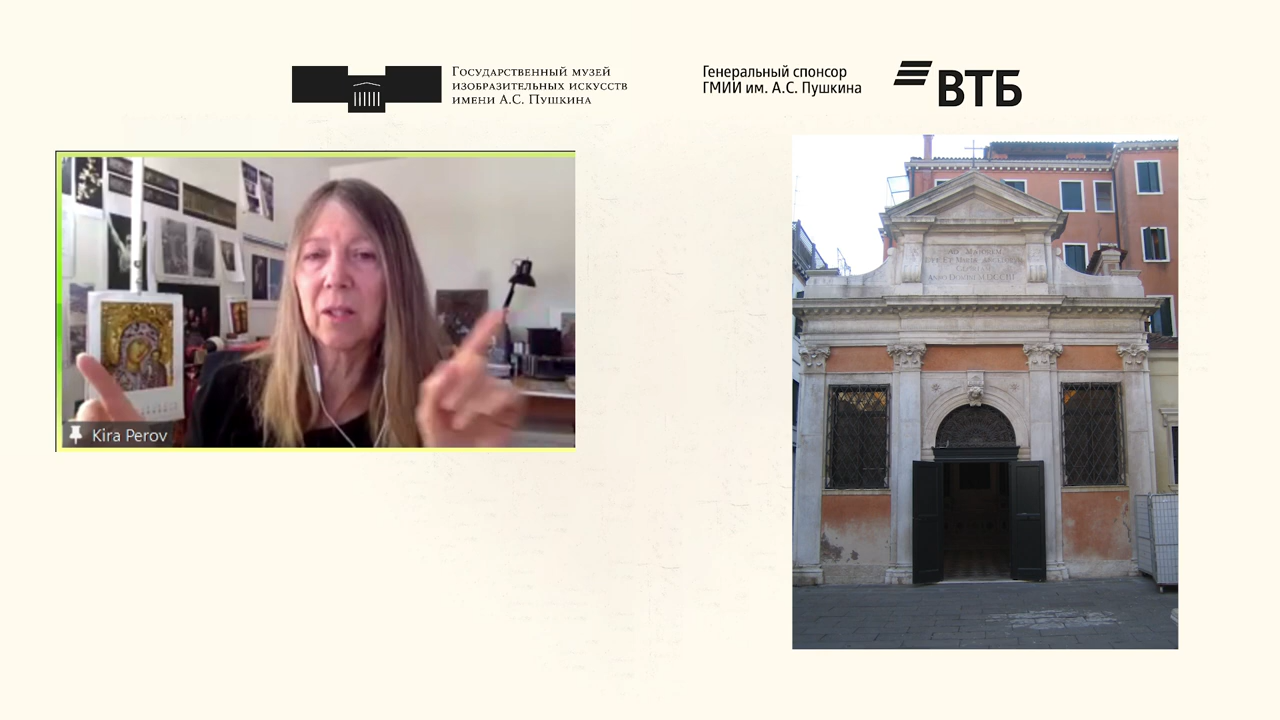 Государственный музей
изобразительных искусств
имени А.С. Пушкина
Генеральный спонсор
ГМИИ им. А.С. Пушкина
ВТБ
Kira Perov